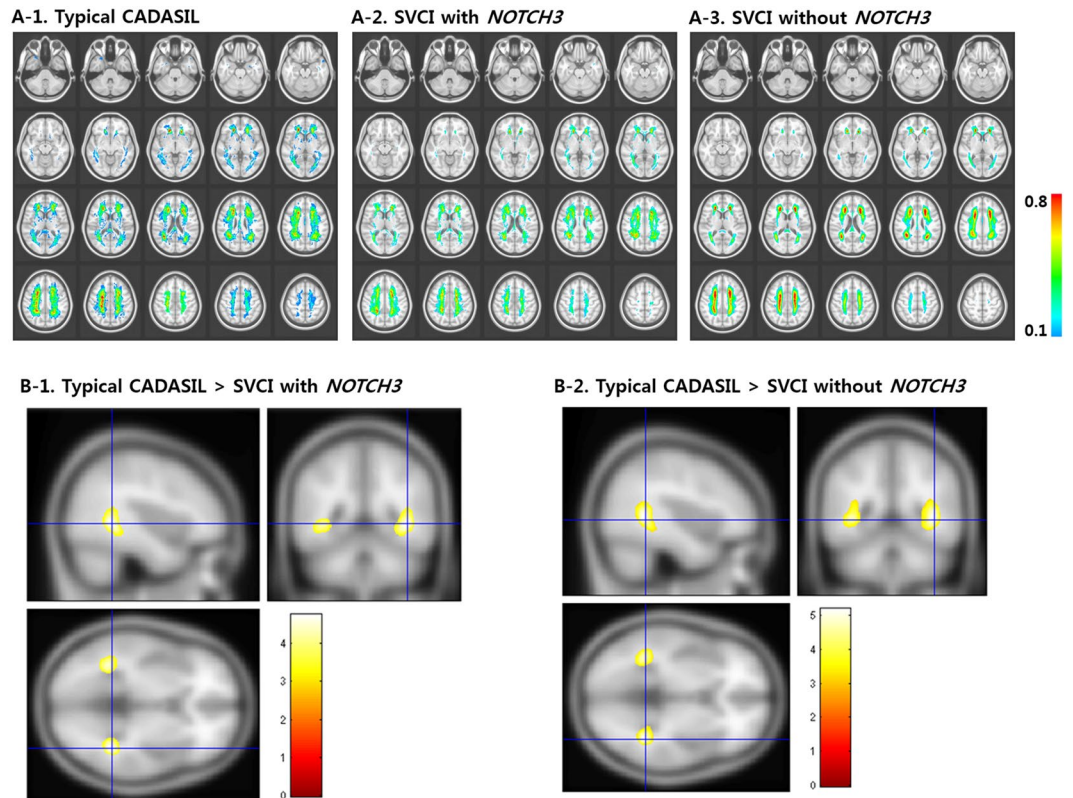 A-1. Typical CADASIL
A-2. SVCI with NOTCH3
A-3. SVCI without NOTCH3
0.8
0.1
B-1. Typical CADASIL > SVCI with NOTCH3
B-2. Typical CADASIL > SVCI without NOTCH3
4
3
2
1
0
5
4
3
2
1
0